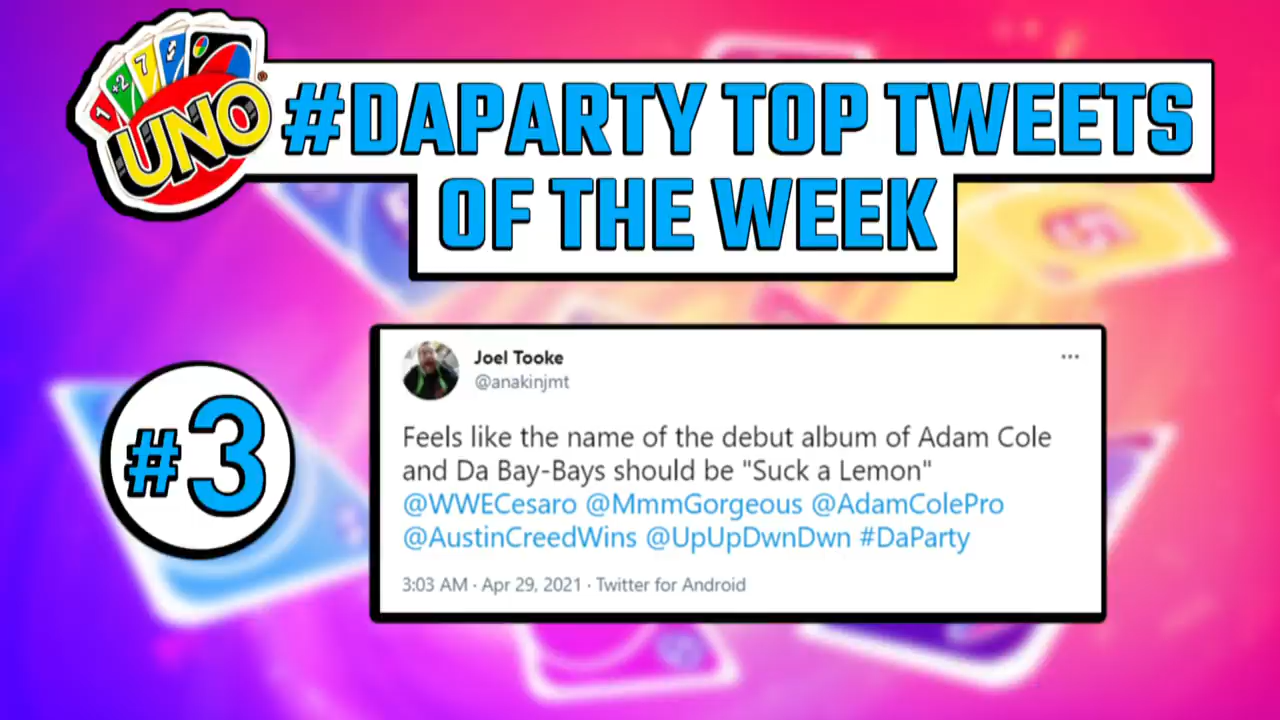 UNO
#DAPARTY TOP TWEETS
OF THE WEEK
#3
Joel Tooke
@anakinjmt
Feels like the name of the debut album of Adam Cole
and Da Bay-Bays should be "Suck a Lemon"
@WWECesaro @MmmGorgeous @AdamColePro
@AustinCreedWins @UpUpDwnDwn #DaParty
3:03 AM · Apr 29, 2021 · Twitter for Android